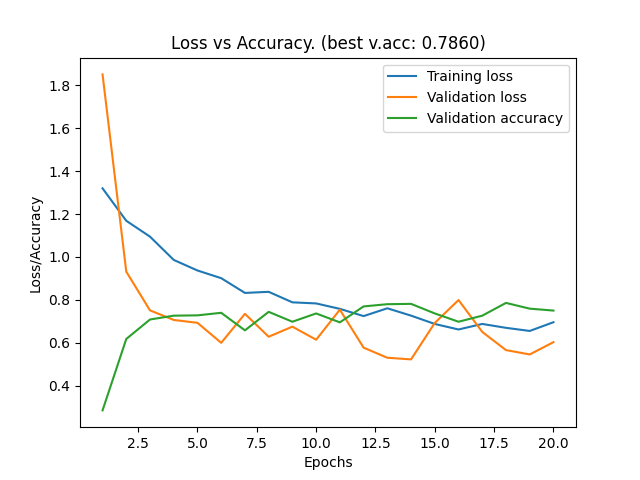 Loss vs Accuracy. (best v.acc: 0.7860)
Training loss
Validation loss
Validation accuracy
Loss/Accuracy
1.8
1.6
1.4
1.2
1.0
0.8
0.6
0.4
2.5 5.0 7.5 10.0 12.5 15.0 17.5 20.0
Epochs